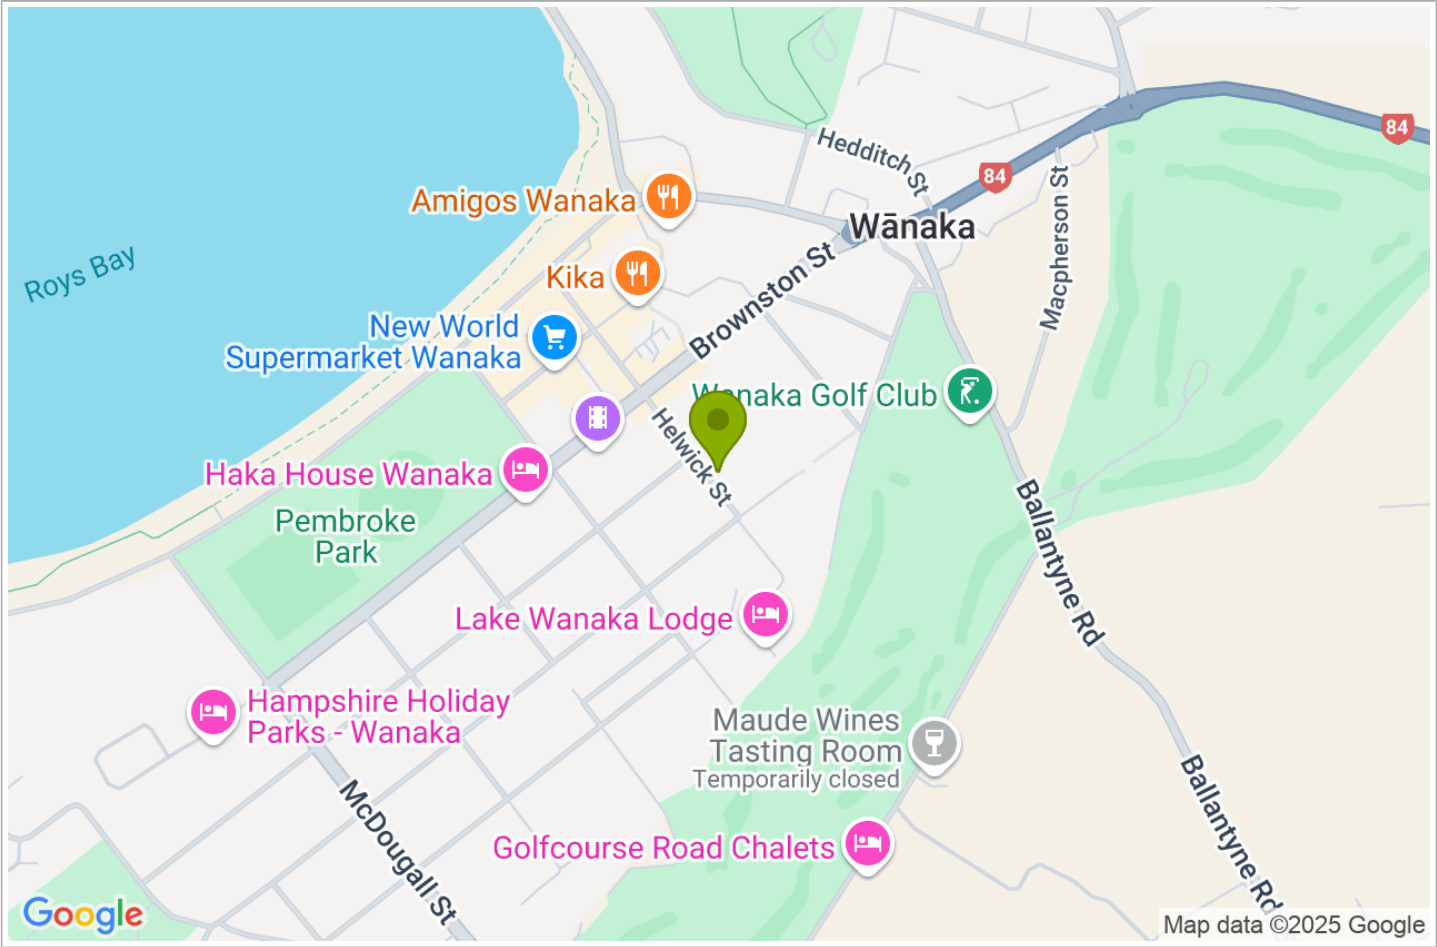 Hedditch St
84
84
Macpherson St
Amigos Wanaka
Wānaka
Roys Bay
Kika
Brownston St
New World
Supermarket Wanaka
Wanaka Golf Club
Helwick St
Haka House Wanaka
Pembroke
Park
Ballantyne Rd
Lake Wanaka Lodge
Hampshire Holiday
Parks - Wanaka
Maude Wines
Tasting Room
Temporarily closed
McDougall St
Golfcourse Road Chalets
Ballantyne Rd
Google
Map data ©2025 Google